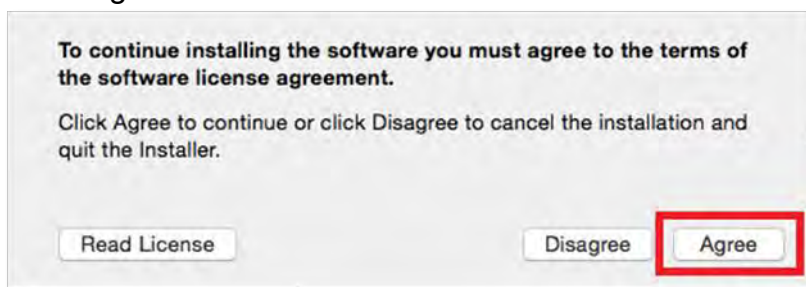 To continue installing the software you must agree to the terms of
the software license agreement.
Click Agree to continue or click Disagree to cancel the installation and
quit the Installer.
Read License Disagree Agree